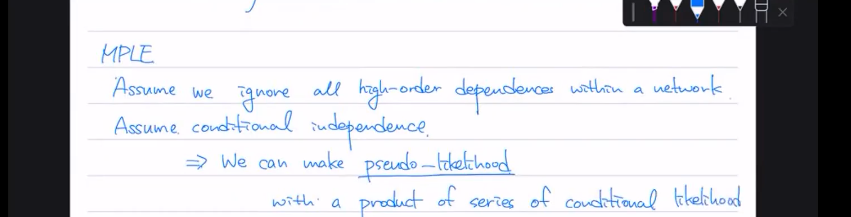 MPLE
Assume we ignore all high-order dependences within a network.
Assume conditional independence.
⇒ We can make pseudo-likelihood
with a product of series of conditional likelihood